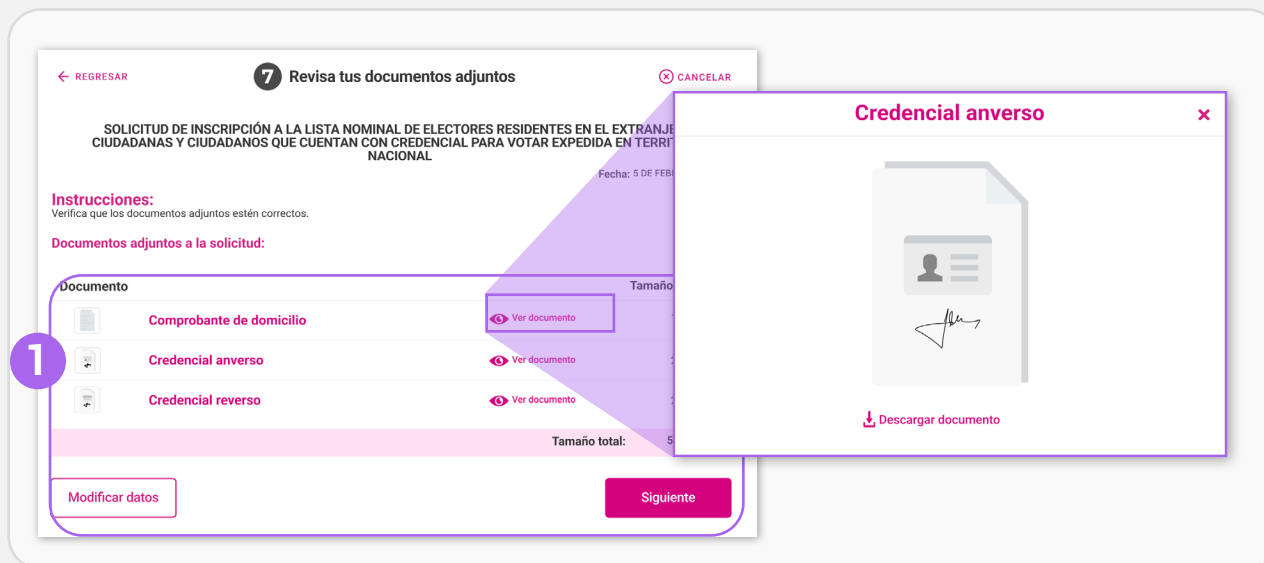 REGRESAR
7 Revisa tus documentos adjuntos
CANCELAR
SOLICITUD DE INSCRIPCIÓN A LA LISTA NOMINAL DE ELECTORES RESIDENTES EN EL
CIUDADANAS Y CIUDADANOS QUE CUENTAN CON CREDENCIAL PARA VOTAR EXPEDIDA EN
NACIONAL
Fecha: 5 DE
Instrucciones:
Verifica que los documentos adjuntos estén correctos.
Documentos adjuntos a la solicitud:
Documento Tamaño
Comprobante de domicilio Ver documento
1
Credencial anverso Ver documento
Credencial reverso Ver documento
Tamaño total: 5
Modificar datos
Siguiente
Credencial anverso
Descargar documento